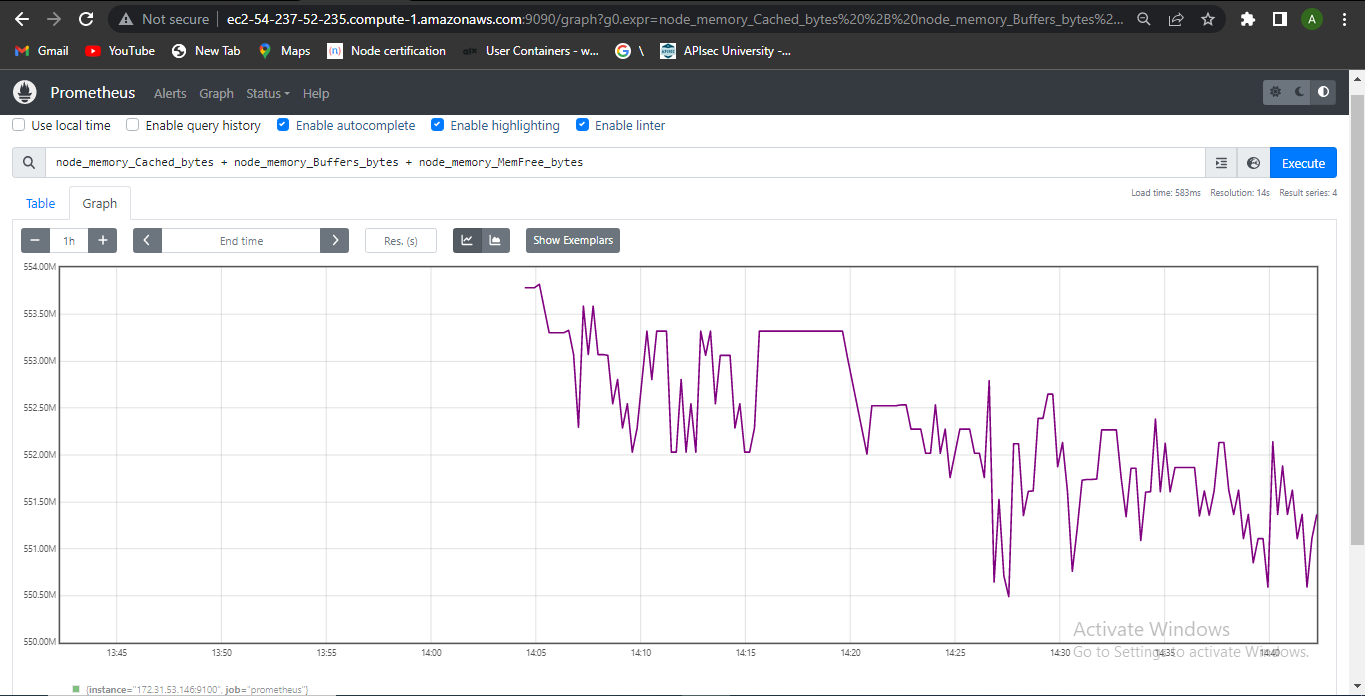 Not secure ec2-54-237-52-235.compute-1.amazonaws.com:9090/graph?g0.expr=node_memory_Cached_bytes%20%2B%20node_memory_Buffers_bytes%2... A
Gmail YouTube New Tab Maps Node certification User Containers - w... \ APIsec University -...
Prometheus Alerts Graph Status Help
Use local time Enable query history Enable autocomplete Enable highlighting Enable linter
node_memory_Cached_bytes + node_memory_Buffers_bytes + node_memory_MemFree_bytes Execute
Load time: 583ms Resolution: 14s Result series: 4
Table Graph
− 1h + End time Res. (s) Show Exemplars
554.00M
553.50M
553.00M
552.50M
552.00M
551.50M
551.00M
550.50M
550.00M
13:45 13:50 13:55 14:00 14:05 14:10 14:15 14:20 14:25 14:30 14:35 14:40
Activate Windows
Go to Settings to activate Windows.
{instance="172.31.53.146:9100", job="prometheus"}